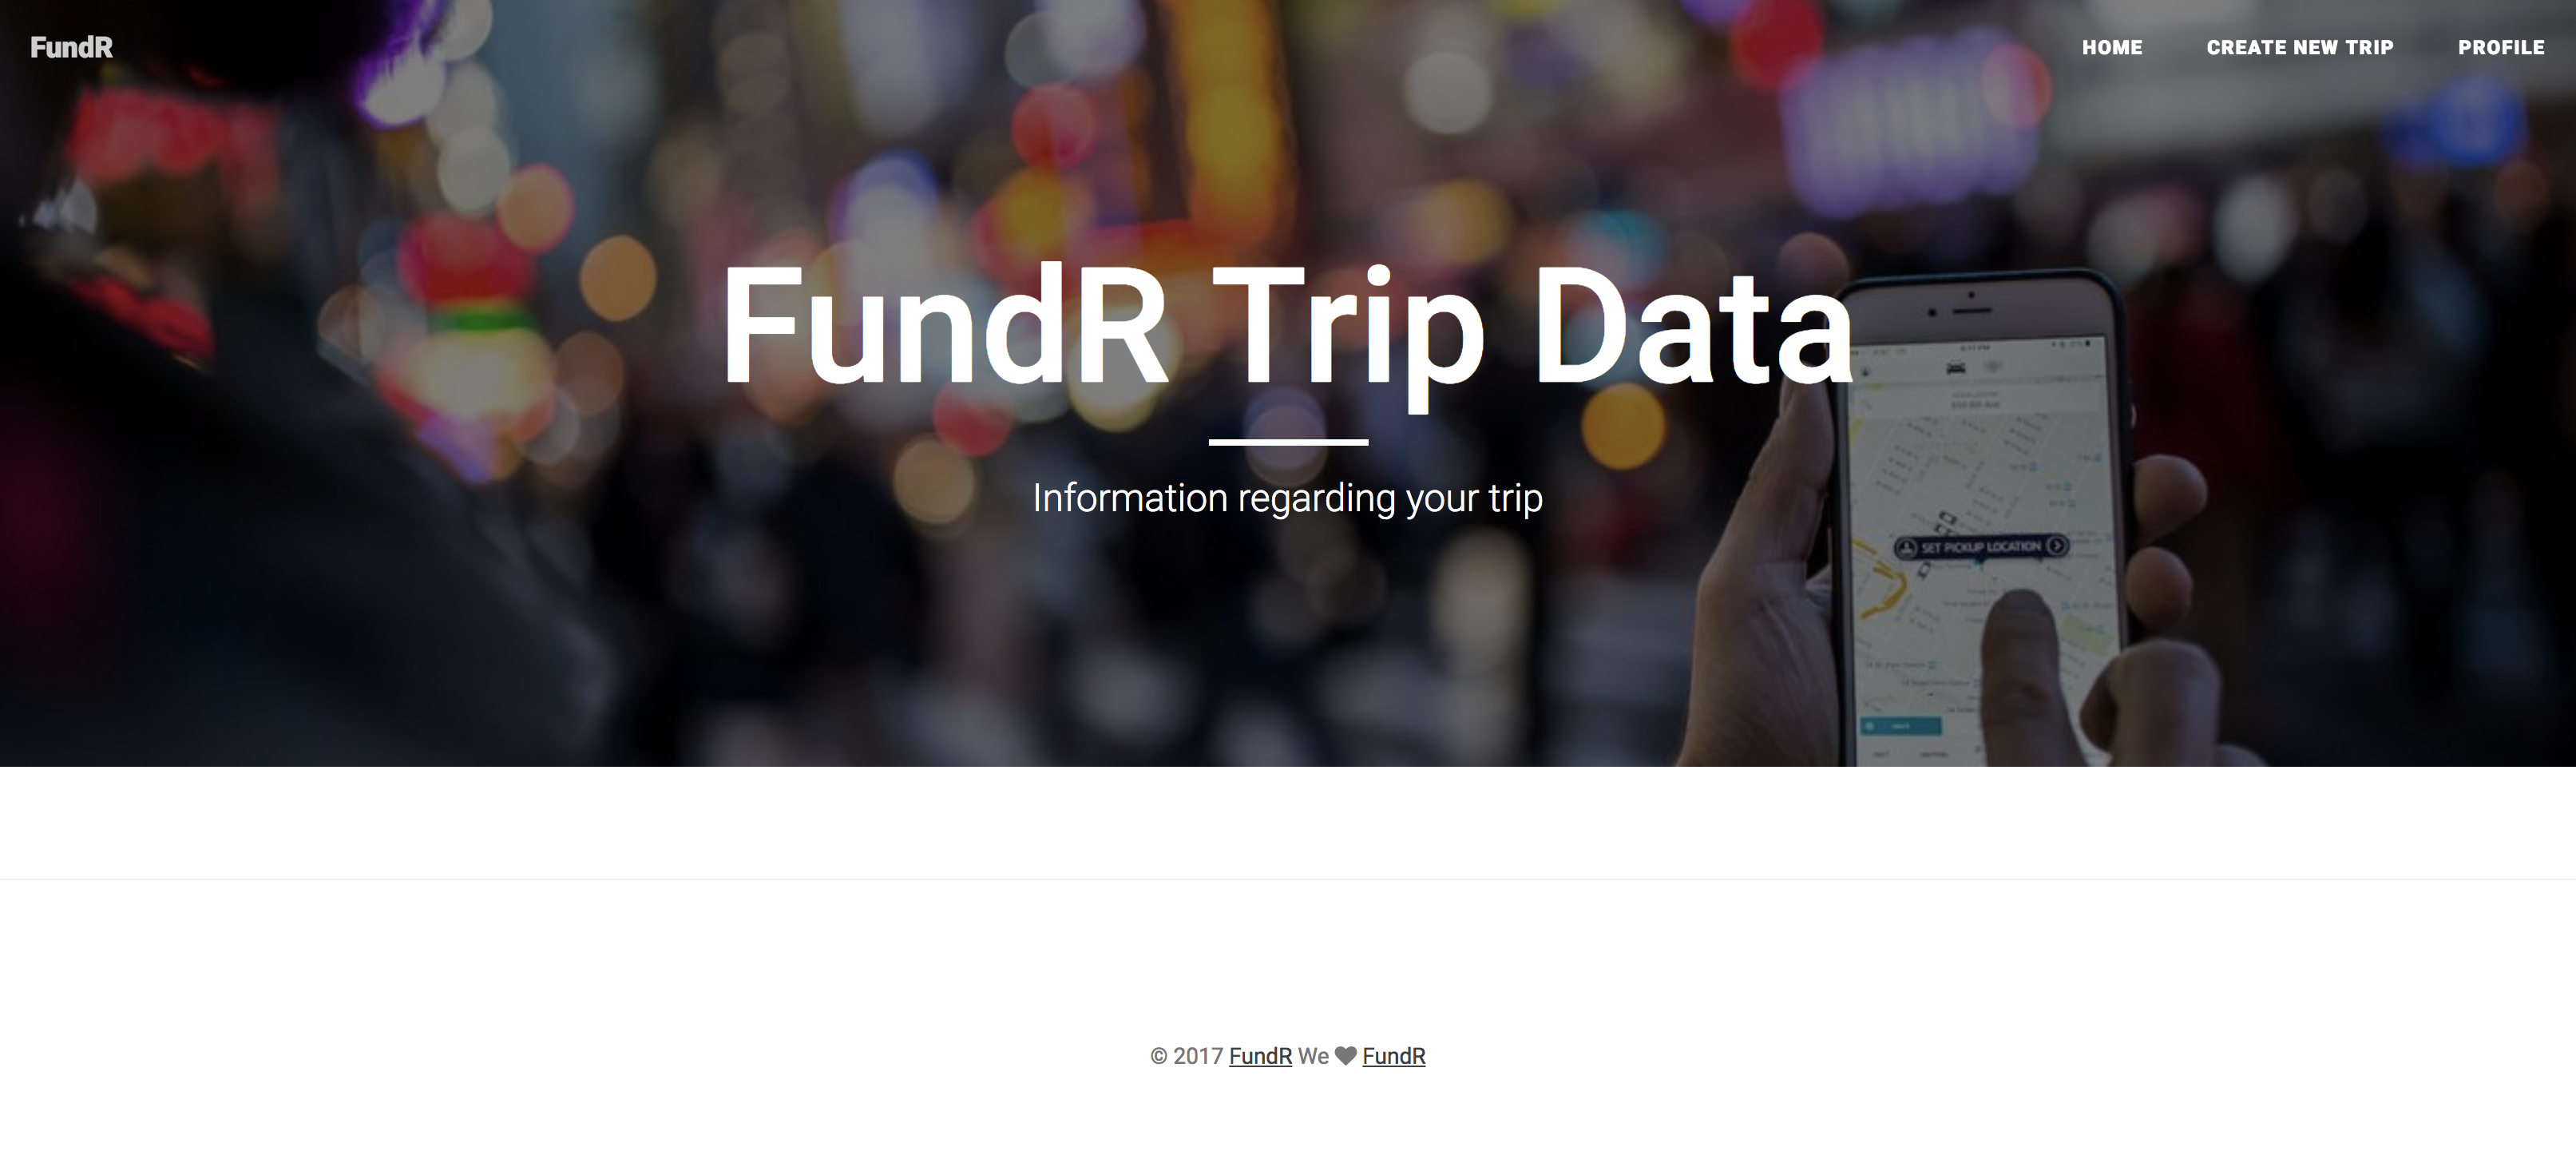 FundR
HOME CREATE NEW TRIP PROFILE
FundR Trip Data
Information regarding your trip
SET PICKUP LOCATION
© 2017 FundR We ♥ FundR